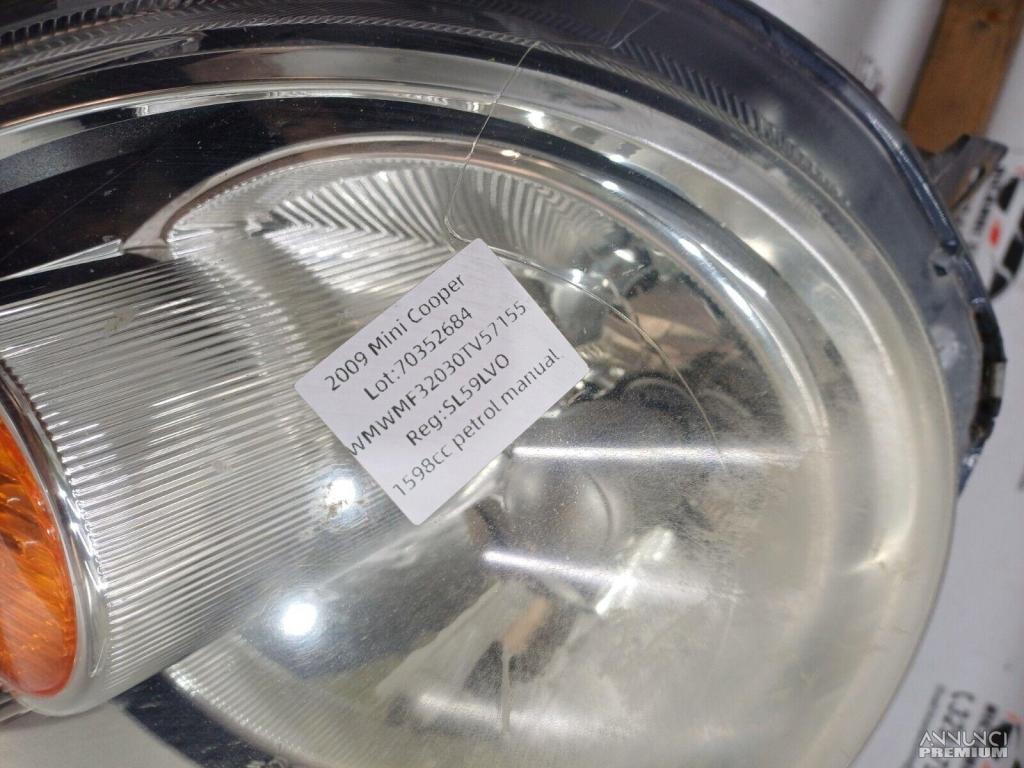 2009 Mini Cooper
Lot:70352684
WMWMF32030TV57155
Reg:SL59LVO
1598cc petrol manual
ANNUNCI
PREMIUM